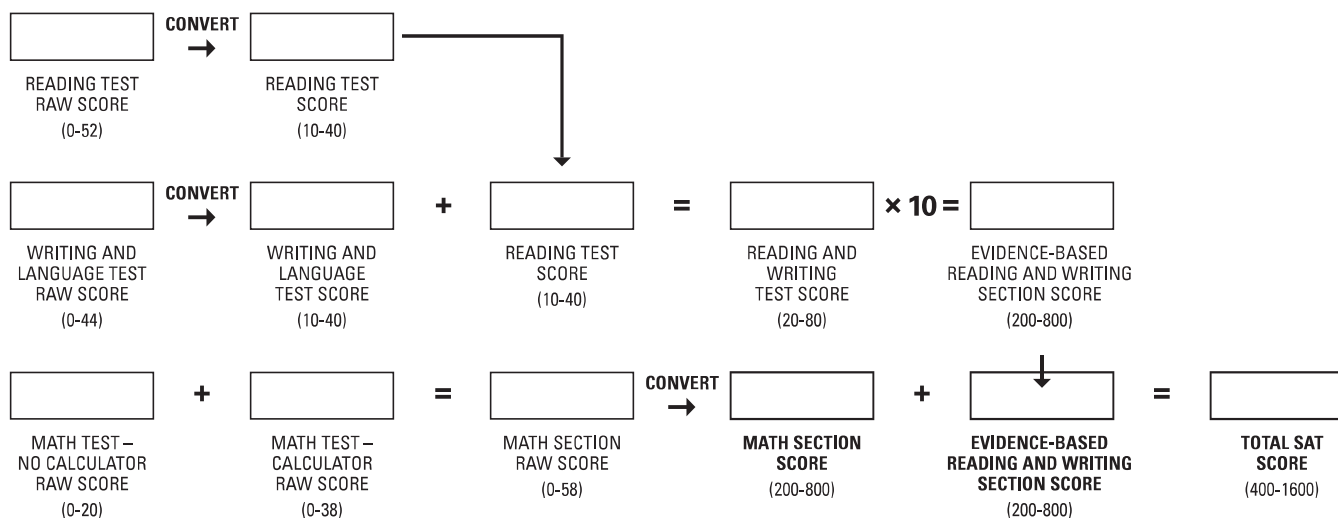 CONVERT
→
READING TEST
RAW SCORE
(0-52)
READING TEST
SCORE
(10-40)
CONVERT
→
+
=
× 10 =
WRITING AND
LANGUAGE TEST
RAW SCORE
(0-44)
WRITING AND
LANGUAGE
TEST SCORE
(10-40)
READING TEST
SCORE
(10-40)
READING AND
WRITING
TEST SCORE
(20-80)
EVIDENCE-BASED
READING AND WRITING
SECTION SCORE
(200-800)
+
=
CONVERT
→
+
=
MATH TEST –
NO CALCULATOR
RAW SCORE
(0-20)
MATH TEST –
CALCULATOR
RAW SCORE
(0-38)
MATH SECTION
RAW SCORE
(0-58)
MATH SECTION
SCORE
(200-800)
EVIDENCE-BASED
READING AND WRITING
SECTION SCORE
(200-800)
TOTAL SAT
SCORE
(400-1600)